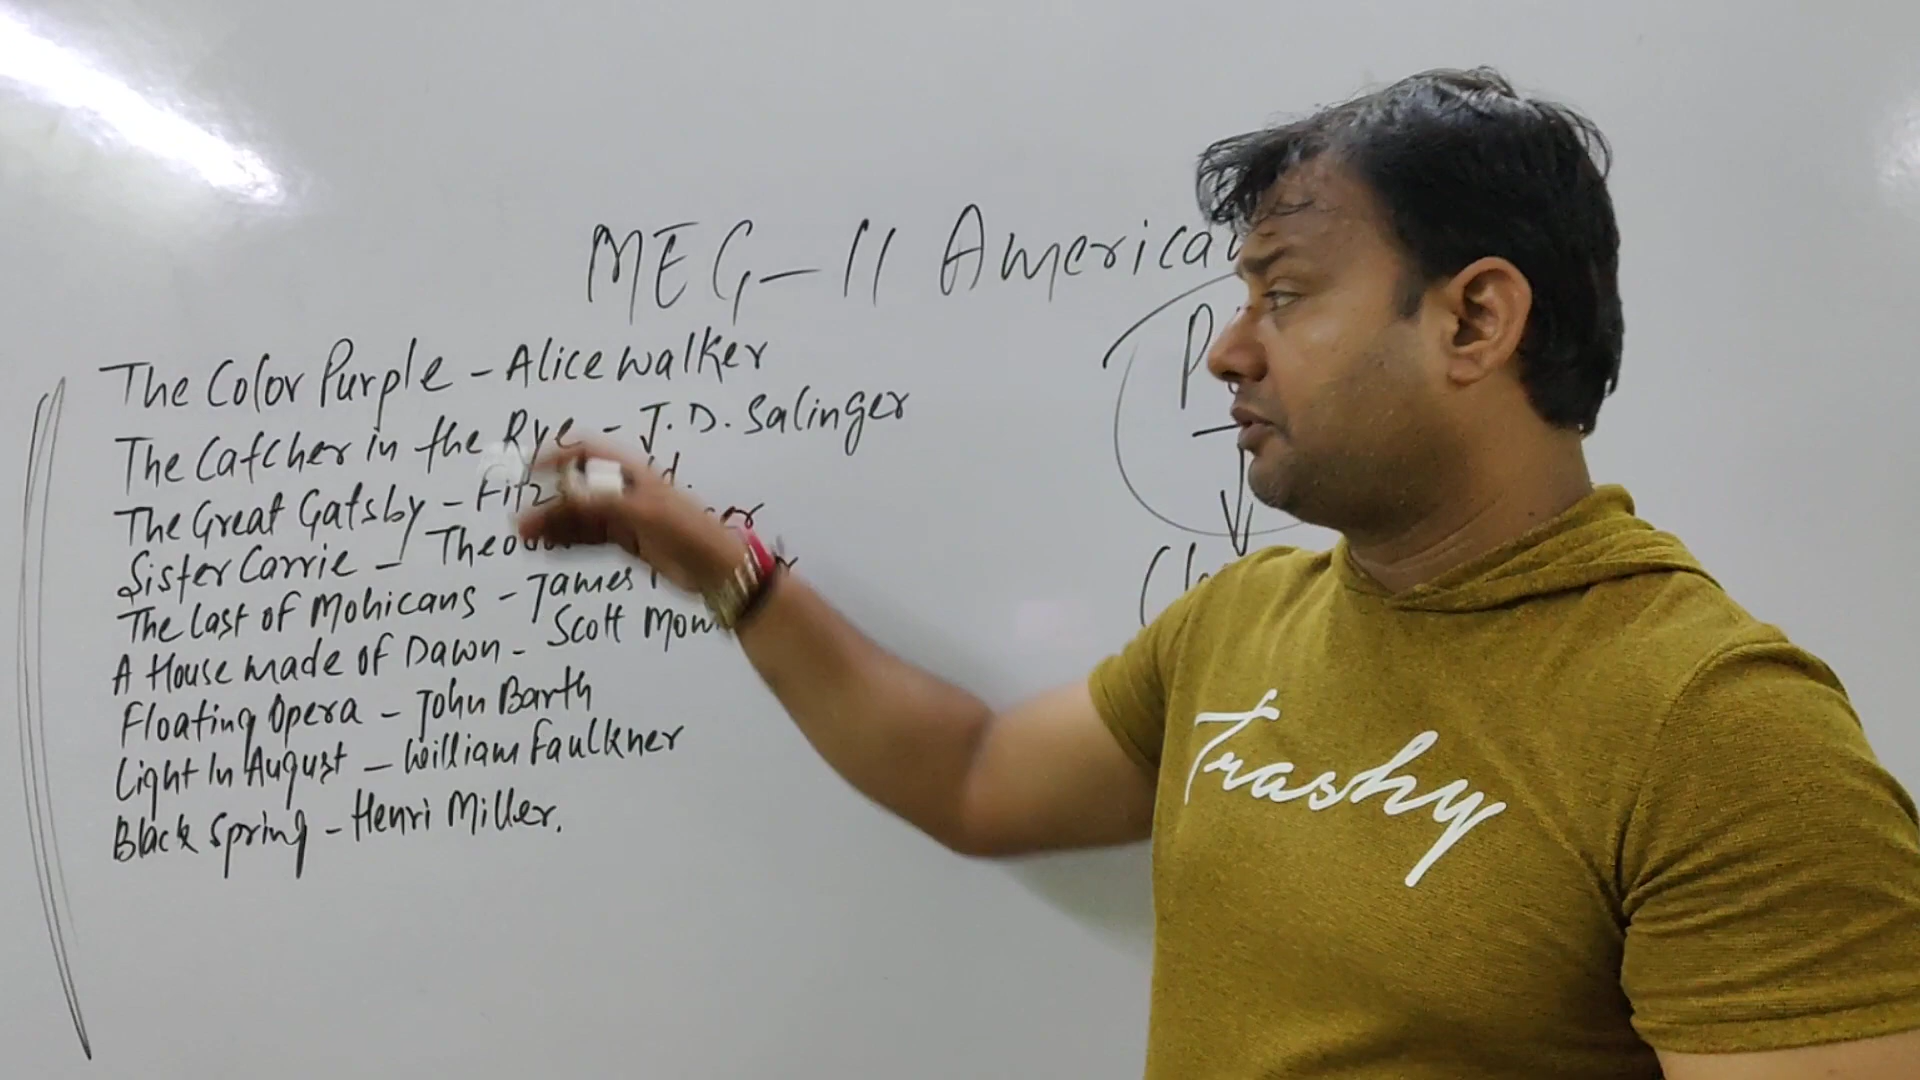 MEG-11 American
The Color Purple - Alice Walker
The Catcher in the Rye - J. D. Salinger
The Great Gatsby -
Sister Carrie -
The Last of Mohicans - James
A House made of Dawn - Scott
Floating Opera - John Barth
Light In August - William Faulkner
Black Spring - Henri Miller.
Trashy